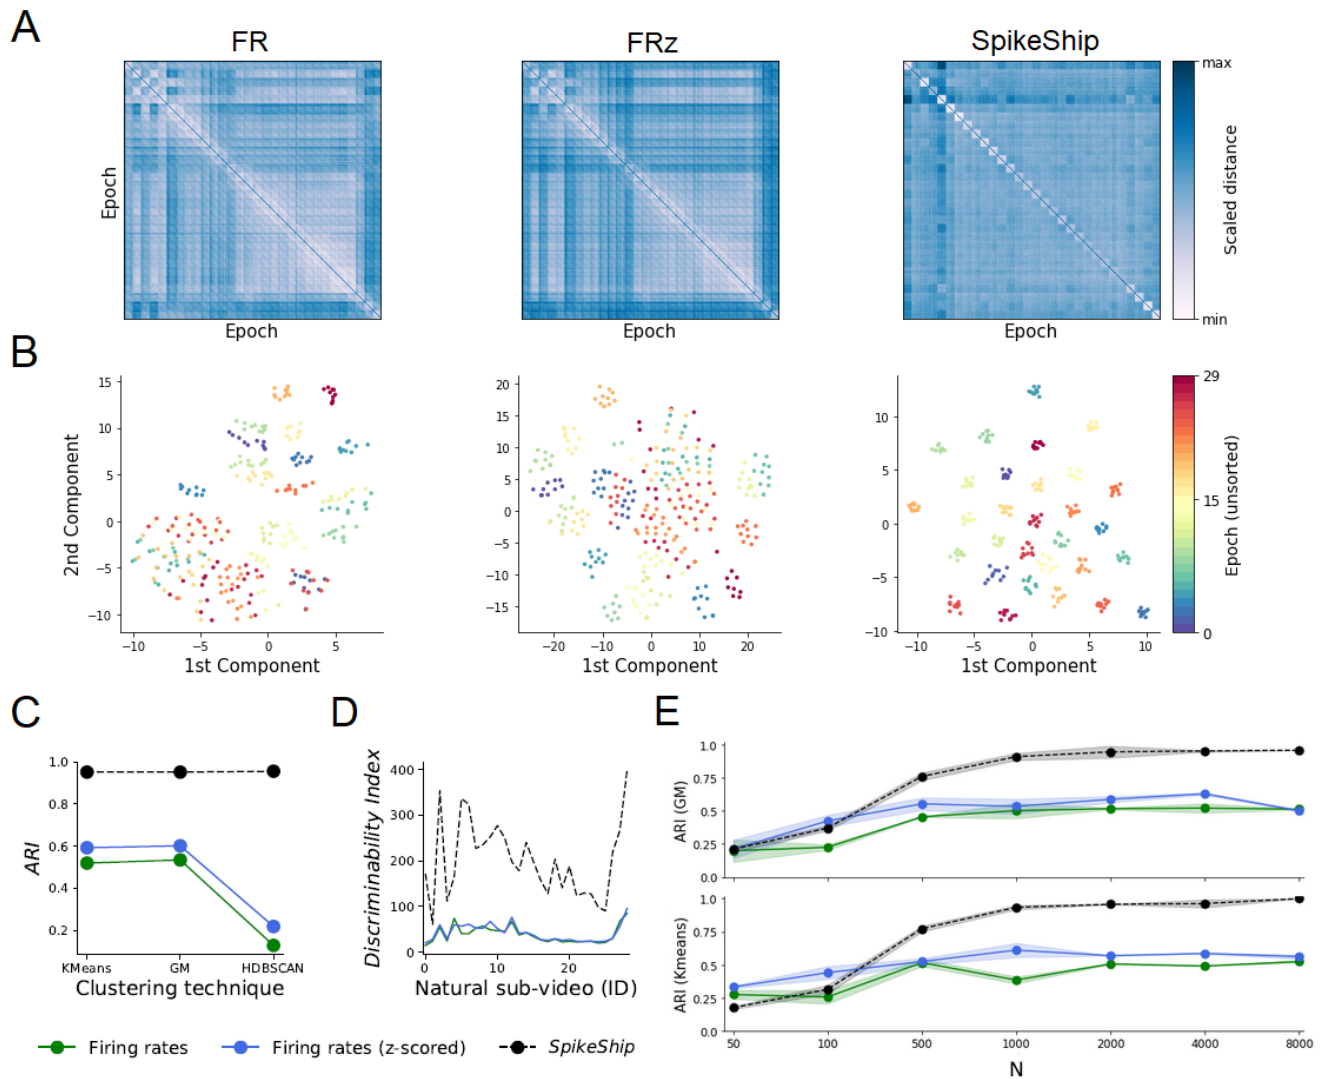 A
FR
FRz
SpikeShip
Epoch
Epoch
Epoch
Epoch
max
Scaled distance
min
B
2nd Component
15
10
5
0
−5
−10
−10
−5
0
5
1st Component
20
15
10
5
0
−5
−10
−15
−20
−10
0
10
20
1st Component
10
5
0
−5
−10
−10
−5
0
5
10
1st Component
29
15
0
Epoch (unsorted)
C
ARI
1.0
0.8
0.6
0.4
0.2
KMeans
GM
HDBSCAN
Clustering technique
D
Discriminability Index
400
300
200
100
0
0
10
20
Natural sub-video (ID)
E
ARI (GM)
1.0
0.75
0.5
0.25
0.0
ARI (Kmeans)
1.0
0.75
0.5
0.25
0.0
50
100
500
1000
2000
4000
8000
N
Firing rates
Firing rates (z-scored)
SpikeShip